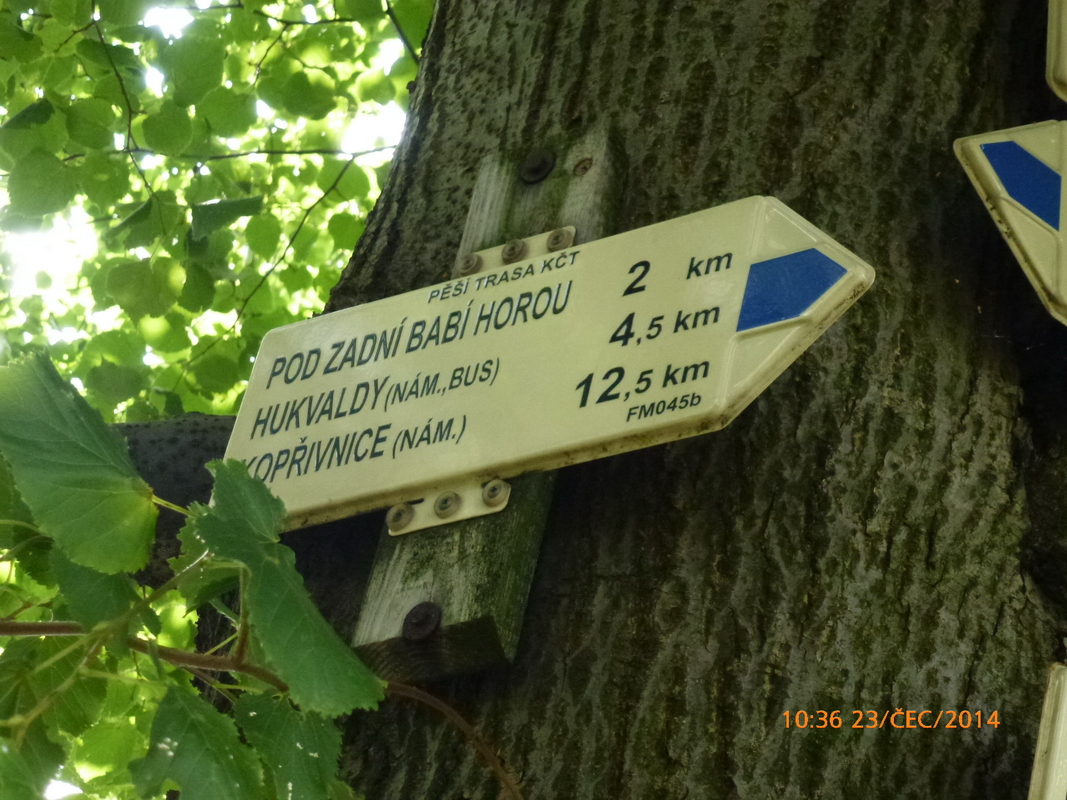 PĚŠÍ TRASA KČT
POD ZADNÍ BABÍ HOROU 2 km
HUKVALDY (NÁM.,BUS) 4,5 km
KOPŘIVNICE (NÁM.) 12,5 km
FM045b
10:36 23/ČEC/2014